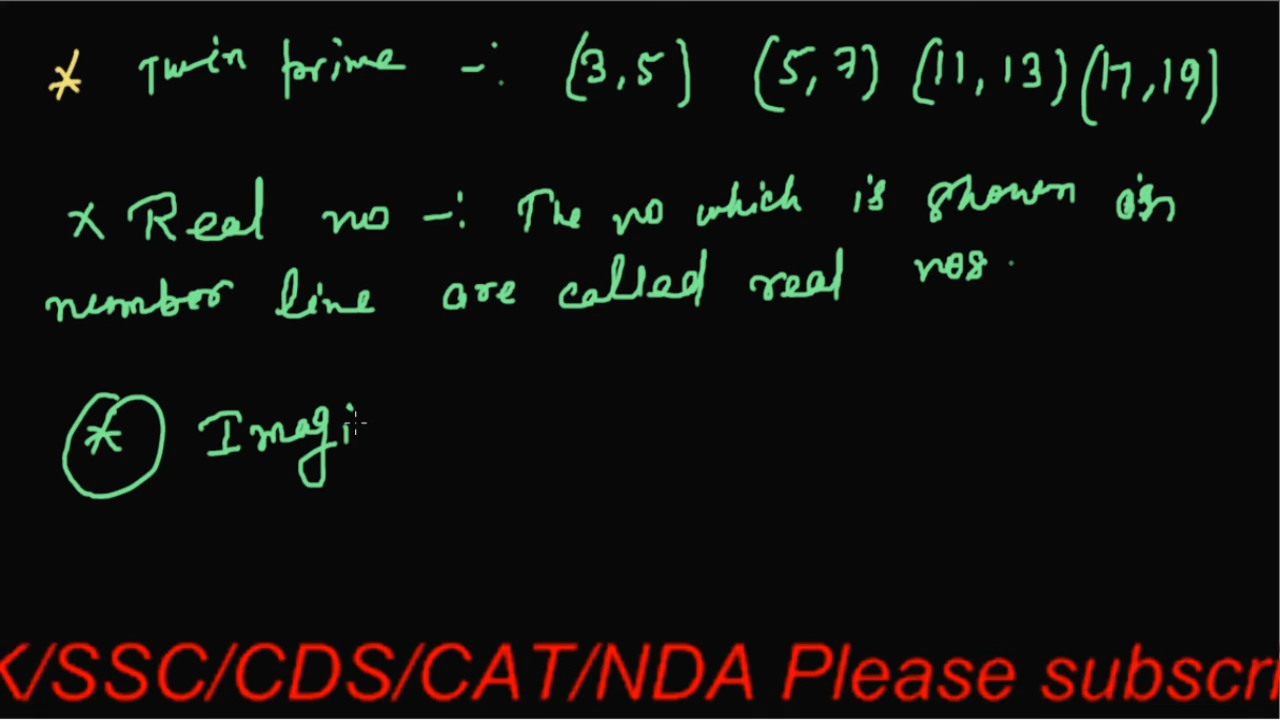 * Twin prime -: (3,5) (5,7) (11,13) (17,19)
* Real no -: The no which is shown on
number line are called real nos.
* Imagi
K/SSC/CDS/CAT/NDA Please subscri